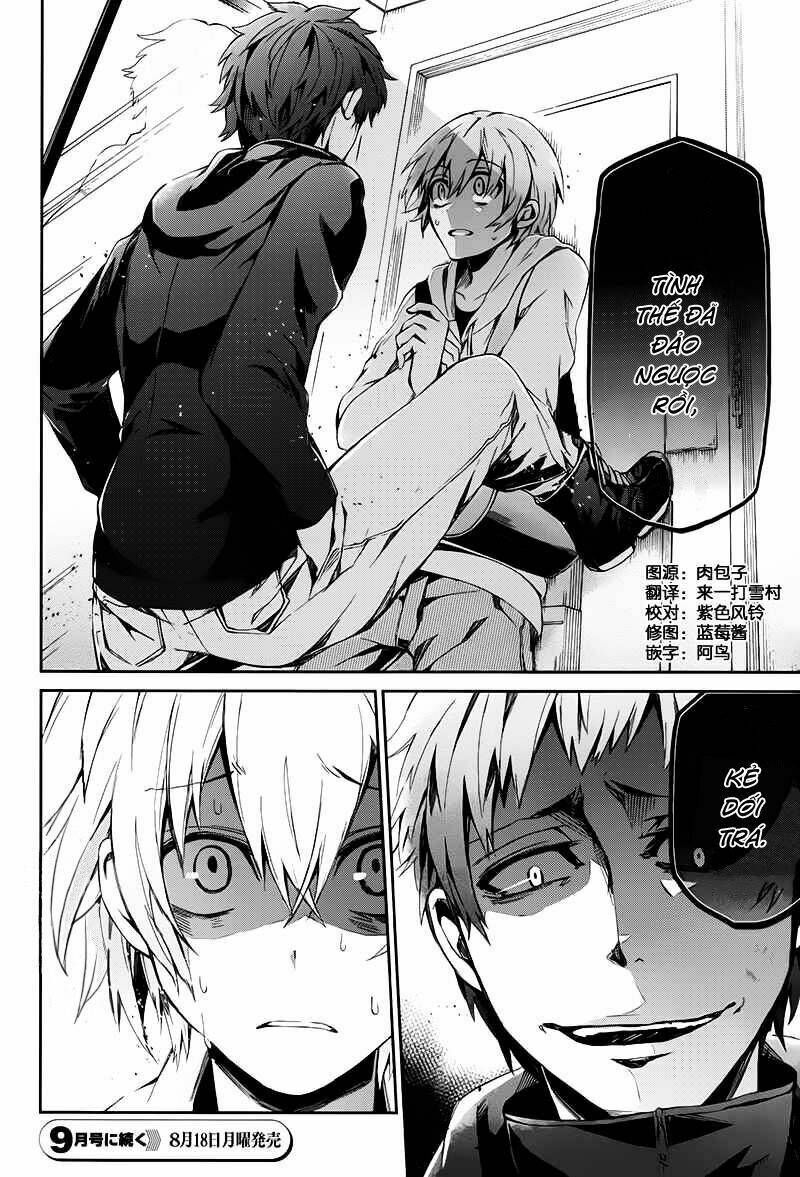 TÌNH
THẾ ĐÃ
ĐẢO
NGƯỢC
RỒI,
图源：肉包子
翻译：来一打雪村
校对：紫色风铃
修图：蓝莓酱
嵌字：阿鸟
KẺ
DỐI
TRÁ.
9月号に続く 8月18日月曜発売